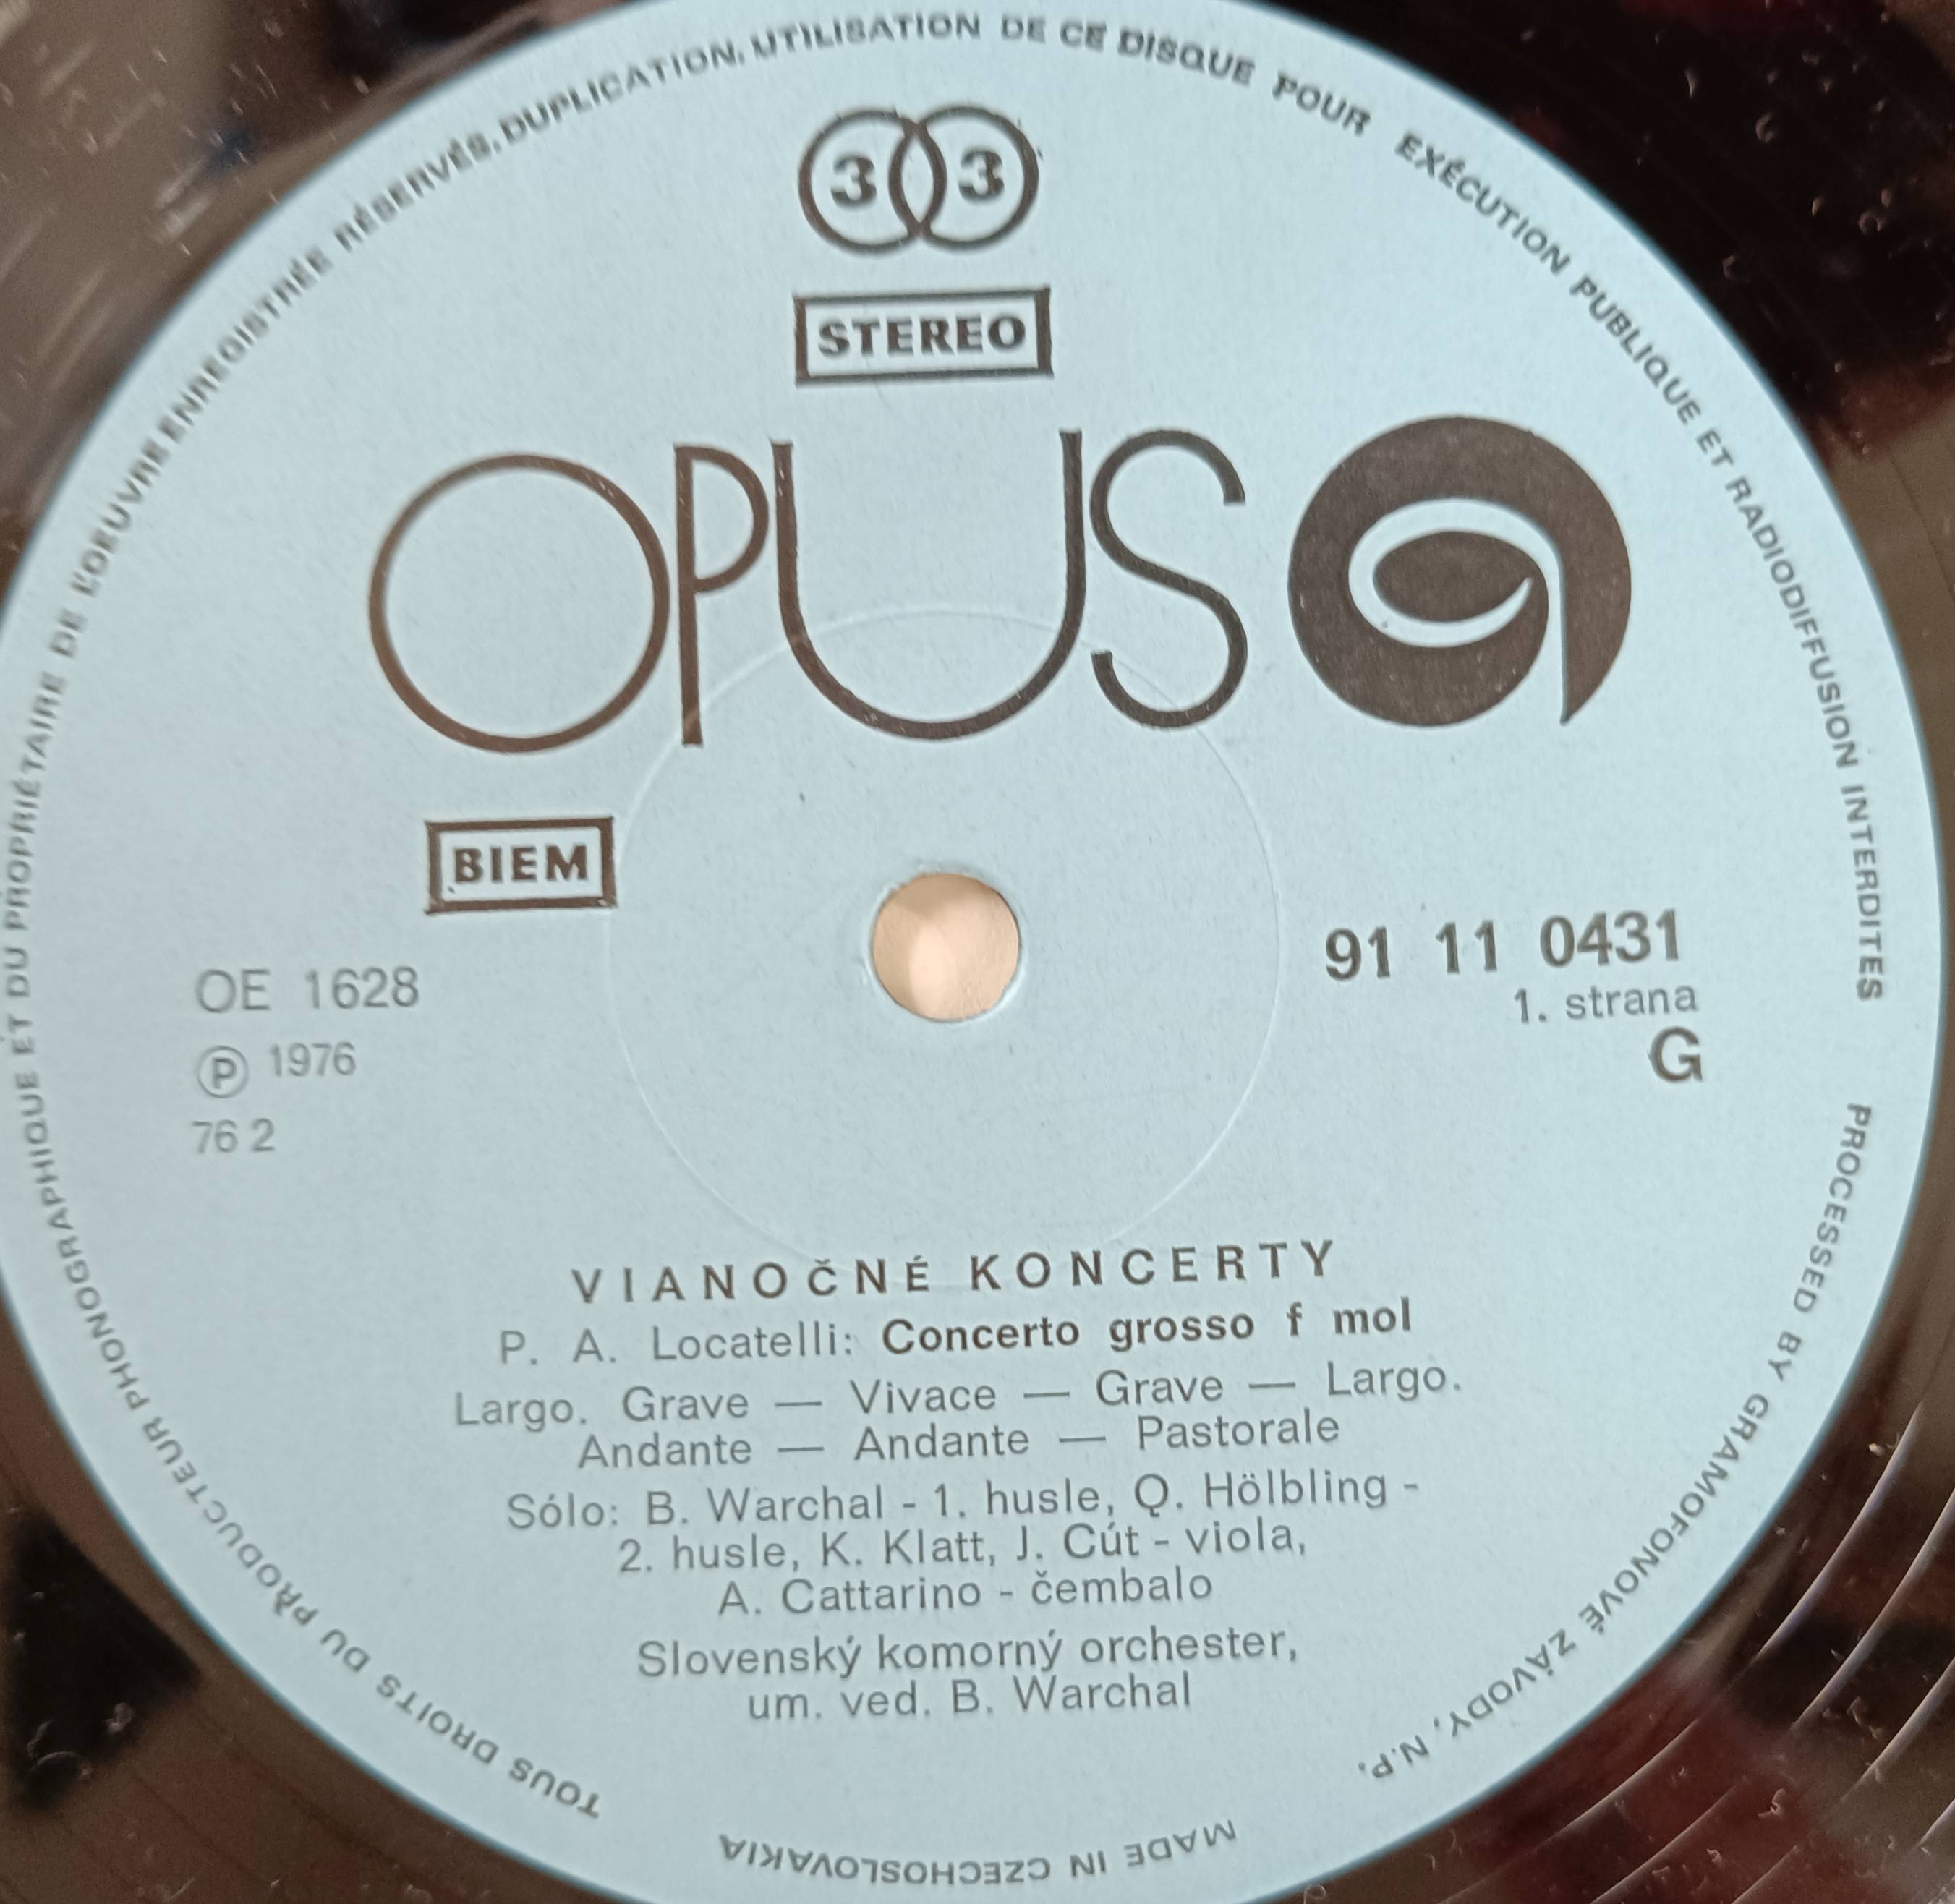 33
STEREO
OPUS
BIEM
OE 1628
Ⓟ 1976
76 2
91 11 0431
1. strana
G
VIANOČNÉ KONCERTY
P. A. Locatelli: Concerto grosso f mol
Largo. Grave — Vivace — Grave — Largo.
Andante — Andante — Pastorale
Sólo: B. Warchal - 1. husle, Q. Hölbling -
2. husle, K. Klatt, J. Cút - viola,
A. Cattarino - čembalo
Slovenský komorný orchester,
um. ved. B. Warchal
TOUS DROITS DU PRODUCTEUR PHONOGRAPHIQUE ET DU PROPRIÉTAIRE DE L'OEUVRE ENREGISTRÉE RÉSERVÉS, DUPLICATION, UTILISATION DE CE DISQUE POUR EXÉCUTION PUBLIQUE ET RADIODIFFUSION INTERDITES
PROCESSED BY GRAMOFONOVÉ ZÁVODY, N.P.
MADE IN CZECHOSLOVAKIA